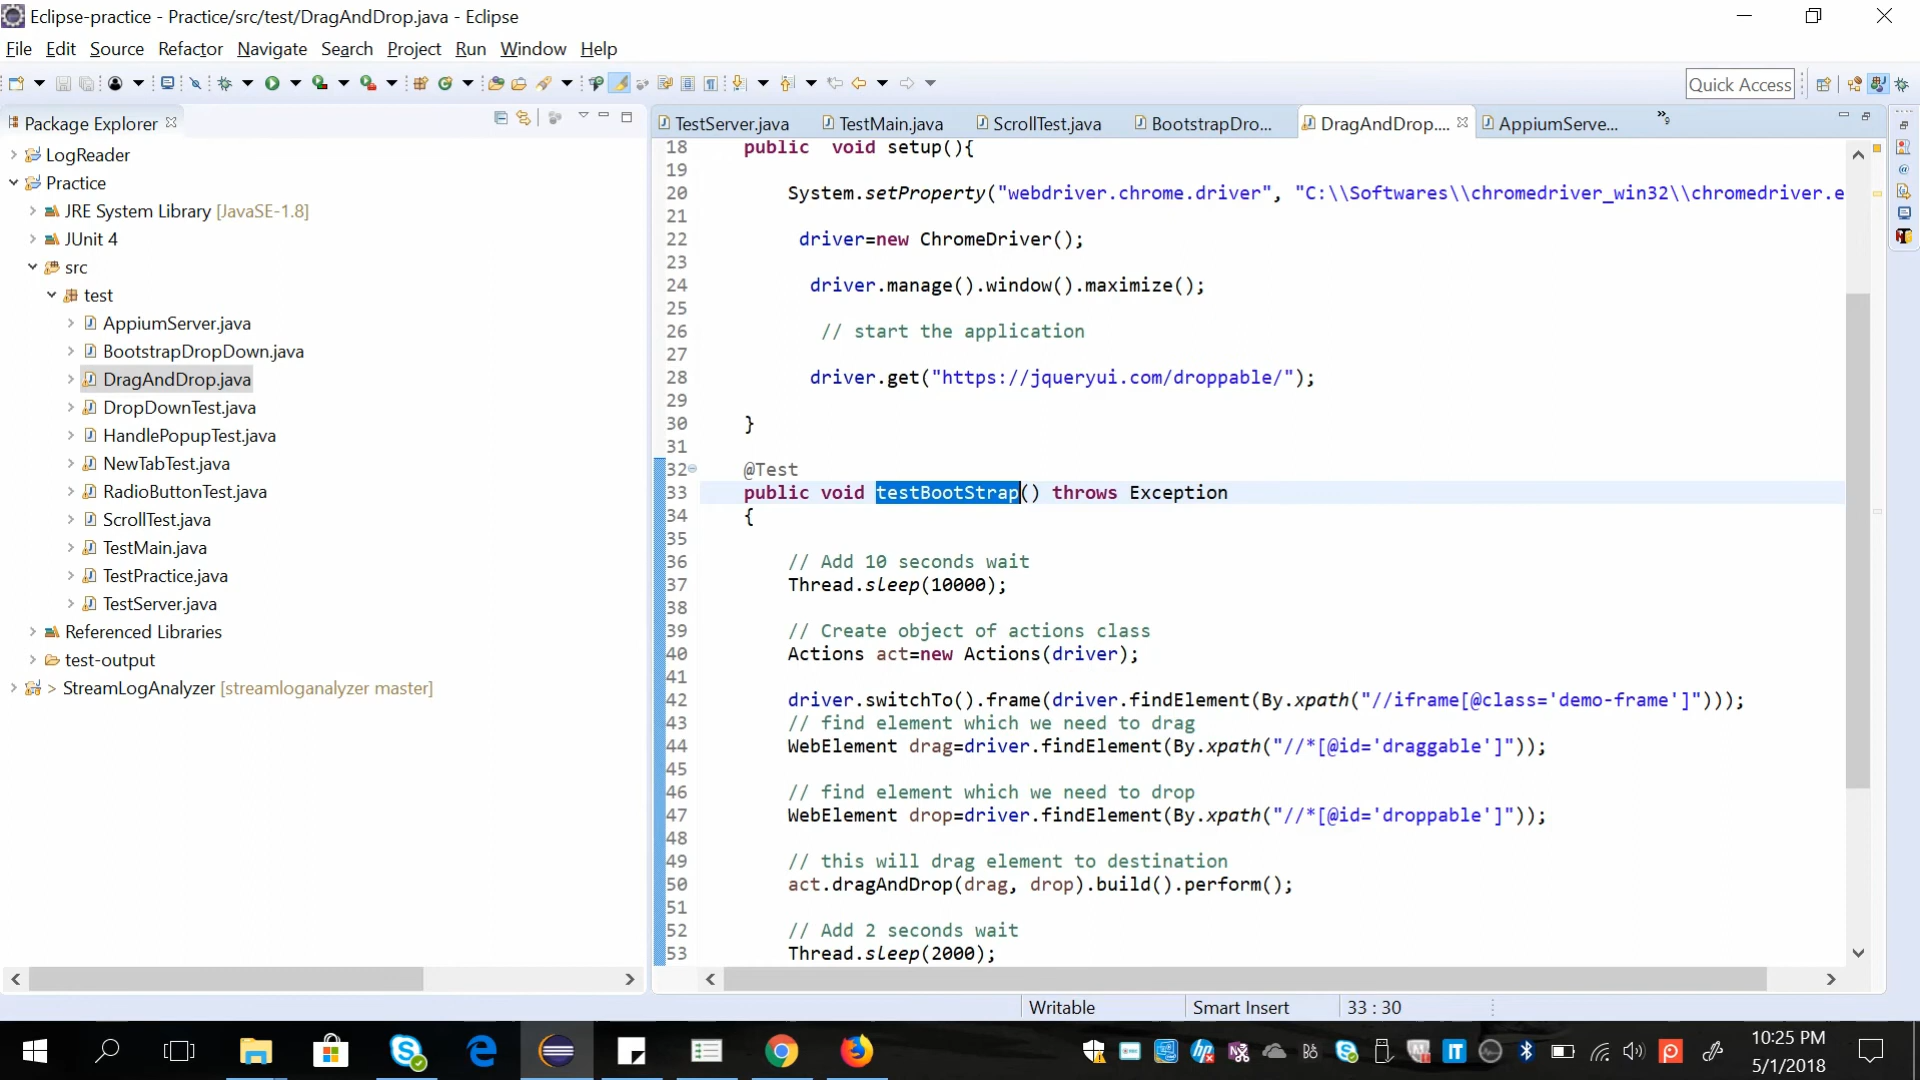 Eclipse-practice - Practice/src/test/DragAndDrop.java - Eclipse
File Edit Source Refactor Navigate Search Project Run Window Help
Quick Access
Package Explorer
LogReader
Practice
JRE System Library [JavaSE-1.8]
JUnit 4
src
test
AppiumServer.java
BootstrapDropDown.java
DragAndDrop.java
DropDownTest.java
HandlePopupTest.java
NewTabTest.java
RadioButtonTest.java
ScrollTest.java
TestMain.java
TestPractice.java
TestServer.java
Referenced Libraries
test-output
> StreamLogAnalyzer [streamloganalyzer master]
TestServer.java TestMain.java ScrollTest.java BootstrapDro... DragAndDrop.... AppiumServe... »9
18 public void setup(){
19
20 System.setProperty("webdriver.chrome.driver", "C:\\Softwares\\chromedriver_win32\\chromedriver.e
21
22 driver=new ChromeDriver();
23
24 driver.manage().window().maximize();
25
26 // start the application
27
28 driver.get("https://jqueryui.com/droppable/");
29
30 }
31
32 @Test
33 public void testBootStrap() throws Exception
34 {
35
36 // Add 10 seconds wait
37 Thread.sleep(10000);
38
39 // Create object of actions class
40 Actions act=new Actions(driver);
41
42 driver.switchTo().frame(driver.findElement(By.xpath("//iframe[@class='demo-frame']")));
43 // find element which we need to drag
44 WebElement drag=driver.findElement(By.xpath("//*[@id='draggable']"));
45
46 // find element which we need to drop
47 WebElement drop=driver.findElement(By.xpath("//*[@id='droppable']"));
48
49 // this will drag element to destination
50 act.dragAndDrop(drag, drop).build().perform();
51
52 // Add 2 seconds wait
53 Thread.sleep(2000);
Writable Smart Insert 33 : 30
10:25 PM
5/1/2018